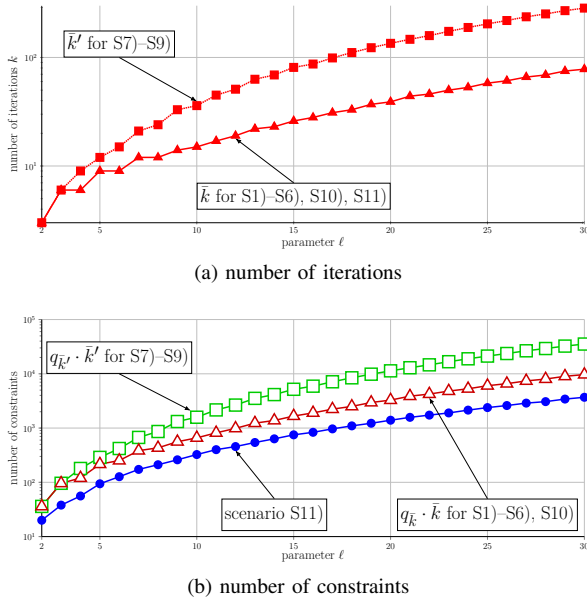 10²
10¹
number of iterations k
k̄′ for S7)–S9)
k̄ for S1)–S6), S10), S11)
2 5 10 15 20 25 30
parameter ℓ
(a) number of iterations
10⁵
10⁴
10³
10²
10¹
number of constraints
q_k̄′ · k̄′ for S7)–S9)
scenario S11)
q_k̄ · k̄ for S1)–S6), S10)
2 5 10 15 20 25 30
parameter ℓ
(b) number of constraints